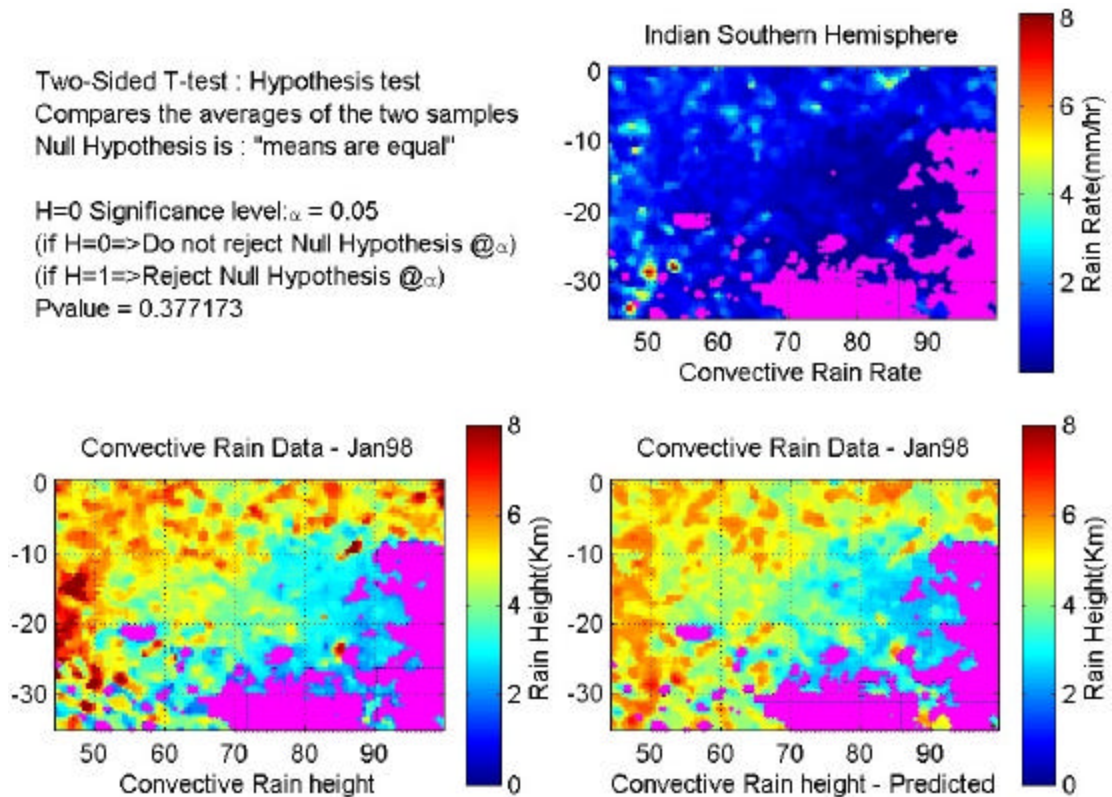 Two-Sided T-test : Hypothesis test
Compares the averages of the two samples
Null Hypothesis is : "means are equal"
H=0 Significance level:α = 0.05
(if H=0=>Do not reject Null Hypothesis @α)
(if H=1=>Reject Null Hypothesis @α)
Pvalue = 0.377173
Indian Southern Hemisphere
0
-10
-20
-30
50 60 70 80 90
Convective Rain Rate
8
6
4
2
Rain Rate(mm/hr)
Convective Rain Data - Jan98
0
-10
-20
-30
50 60 70 80 90
Convective Rain height
8
6
4
2
0
Rain Height(Km)
Convective Rain Data - Jan98
0
-10
-20
-30
50 60 70 80 90
Convective Rain height - Predicted
8
6
4
2
0
Rain Height(Km)